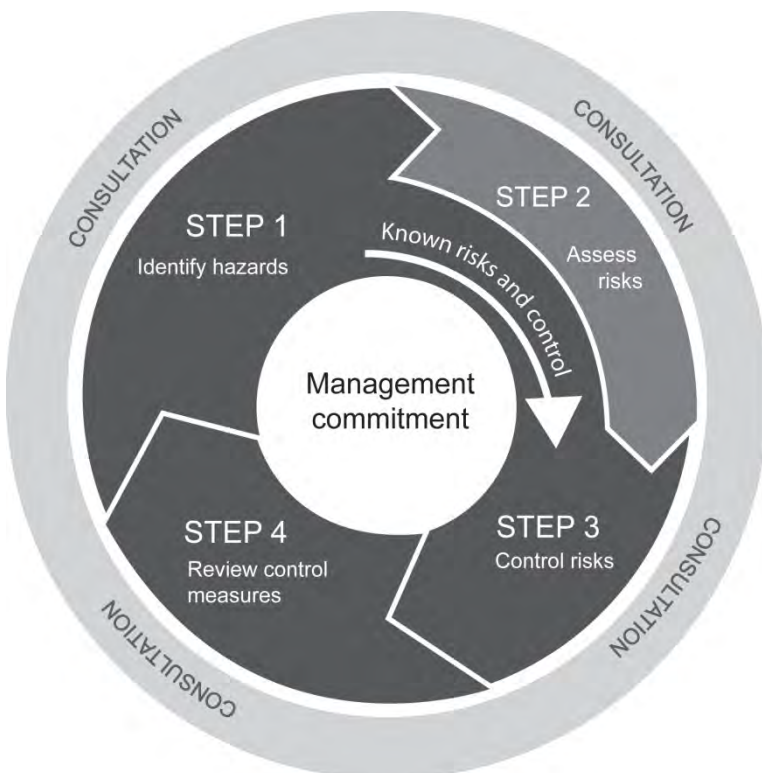 CONSULTATION
CONSULTATION
STEP 1
Identify hazards
STEP 2
Assess
risks
Known risks and control
Management
commitment
STEP 3
Control risks
STEP 4
Review control
measures
CONSULTATION
CONSULTATION